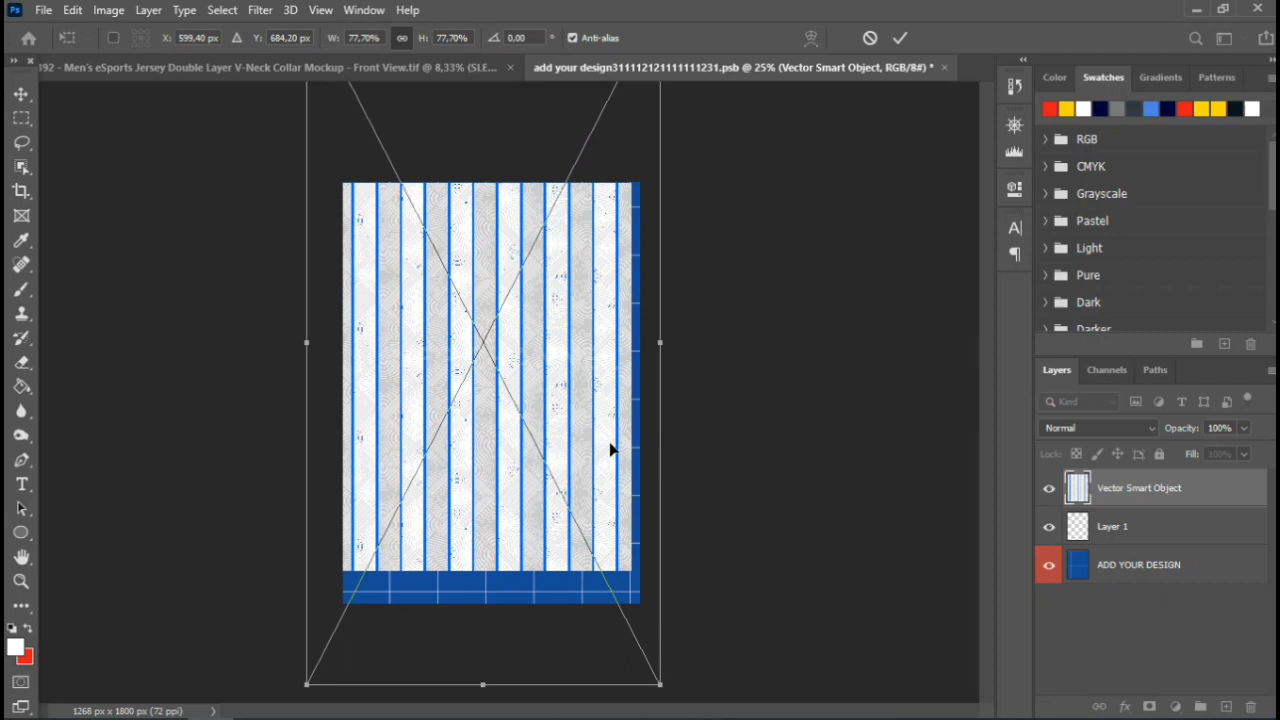 Ps File Edit Image Layer Type Select Filter 3D View Window Help
X: 599,40 px Y: 684,20 px W: 77,70% H: 77,70% 0,00 ° Anti-alias
392 - Men's eSports Jersey Double Layer V-Neck Collar Mockup - Front View.tif @ 8,33% (SLE... ×
add your design311112121111111231.psb @ 25% (Vector Smart Object, RGB/8#) * ×
Color Swatches Gradients Patterns
RGB
CMYK
Grayscale
Pastel
Light
Pure
Dark
Darker
Layers Channels Paths
Kind
Normal Opacity: 100%
Lock: Fill: 100%
Vector Smart Object
Layer 1
ADD YOUR DESIGN
1268 px x 1800 px (72 ppi)